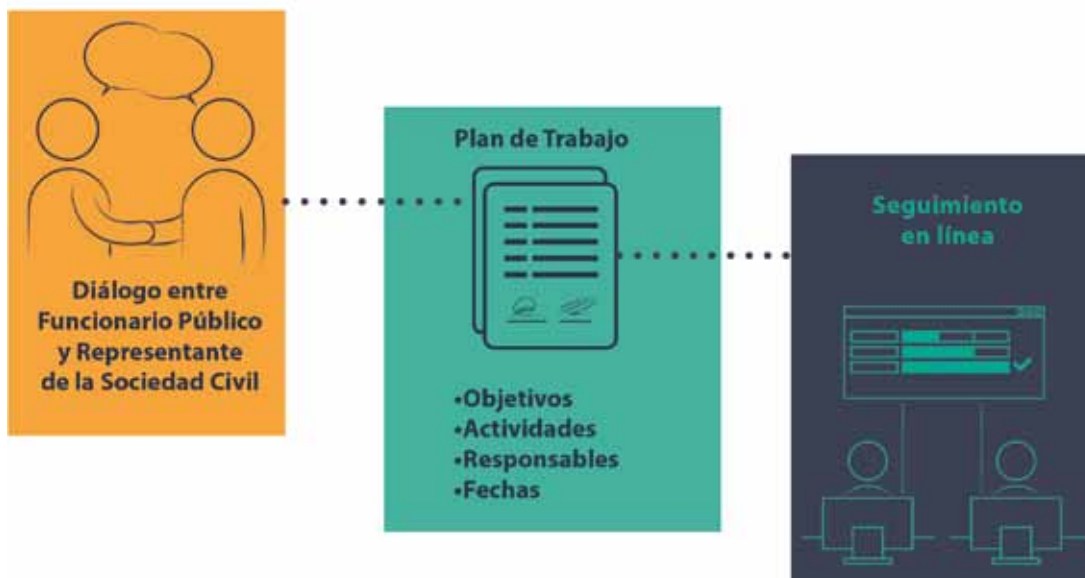 Diálogo entre
Funcionario Público
y Representante
de la Sociedad Civil
Plan de Trabajo
•Objetivos
•Actividades
•Responsables
•Fechas
Seguimiento
en línea